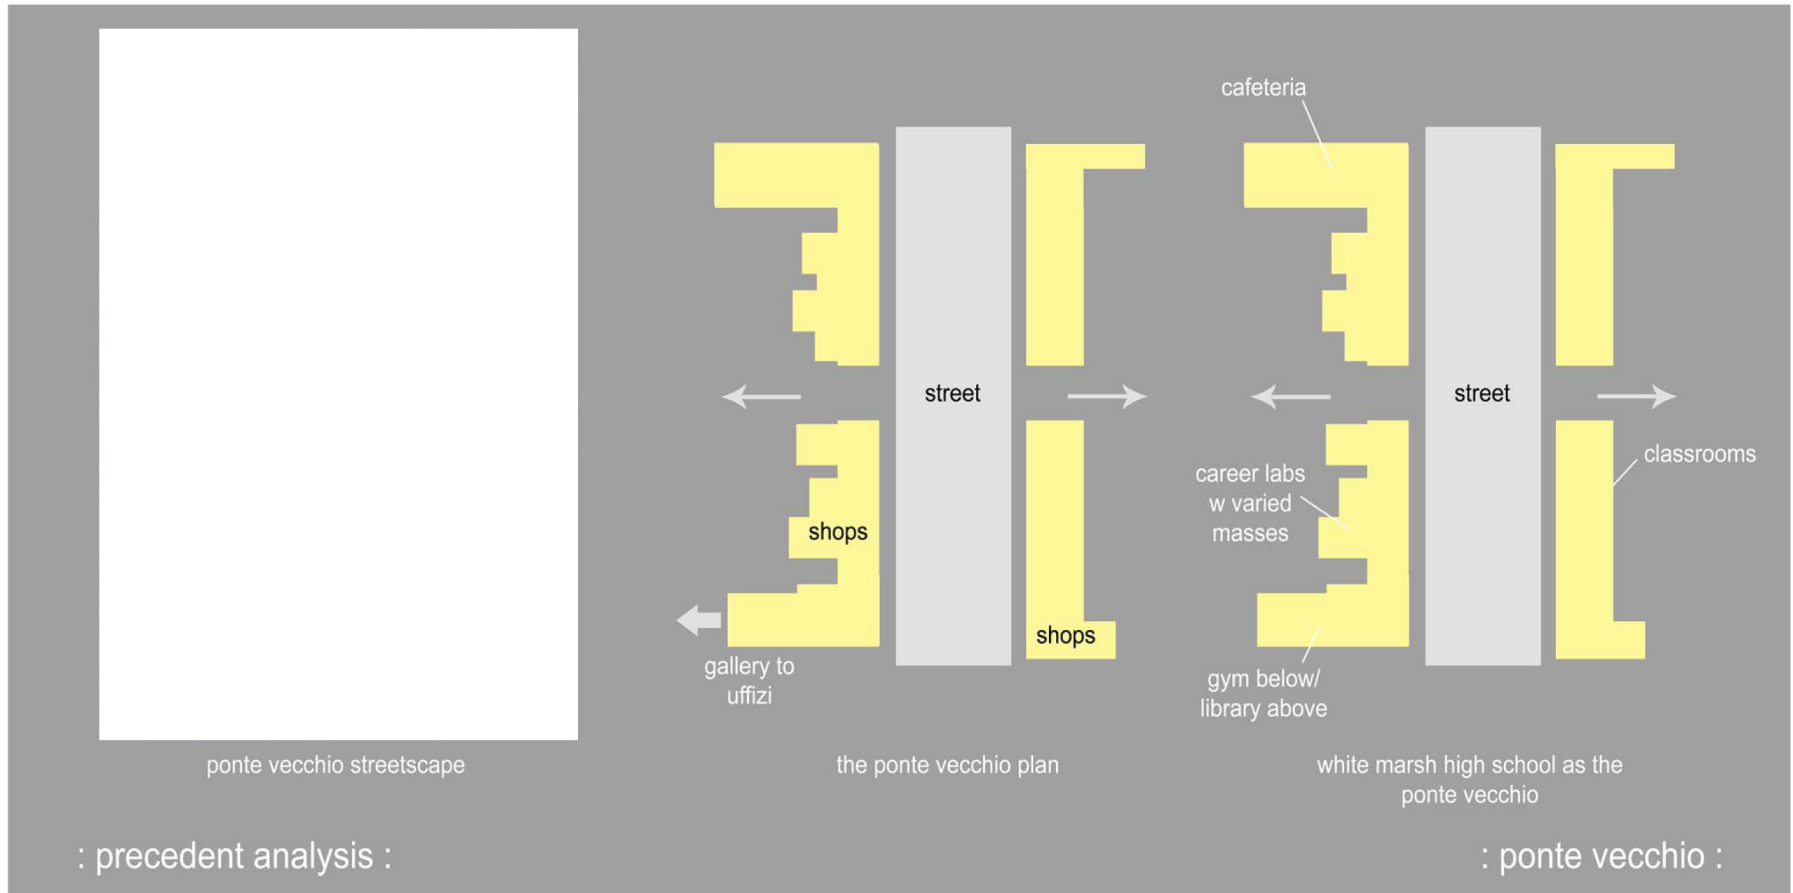 cafeteria
street
street
classrooms
career labs
w varied
masses
shops
shops
gallery to
uffizi
gym below/
library above
ponte vecchio streetscape
the ponte vecchio plan
white marsh high school as the
ponte vecchio
: precedent analysis :
: ponte vecchio :